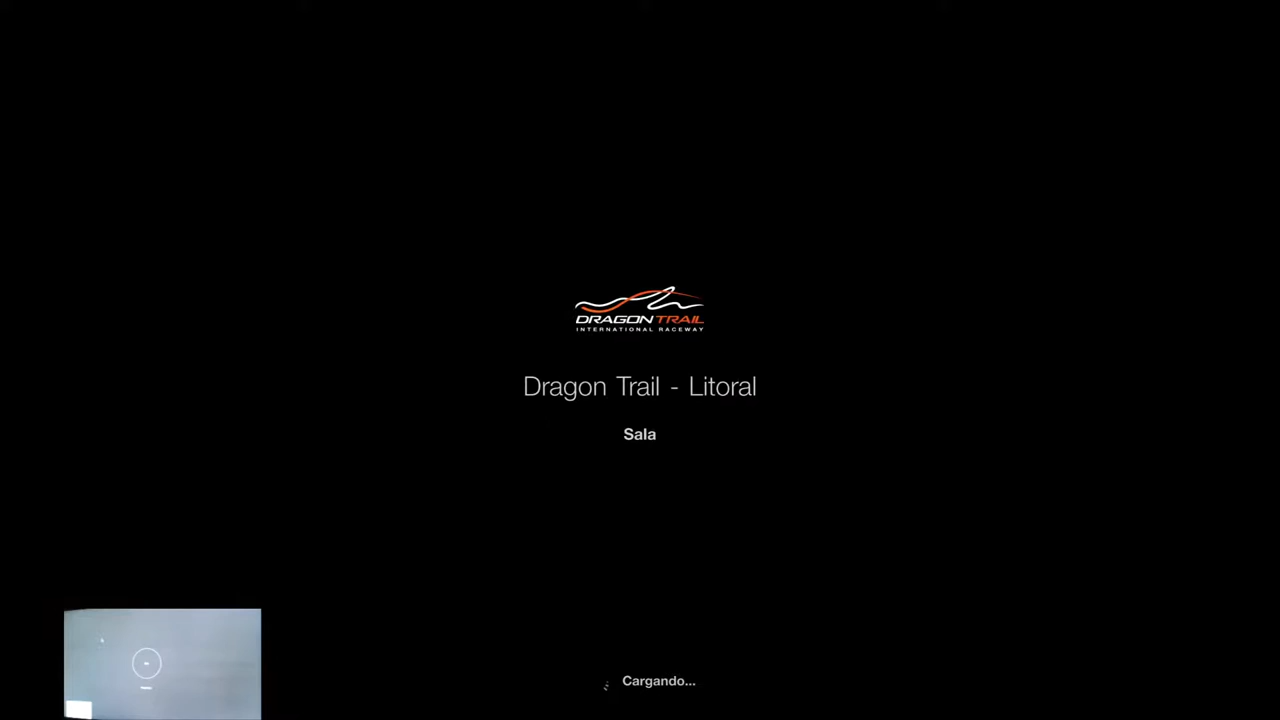 DRAGON TRAIL
INTERNATIONAL RACEWAY
Dragon Trail - Litoral
Sala
Cargando...